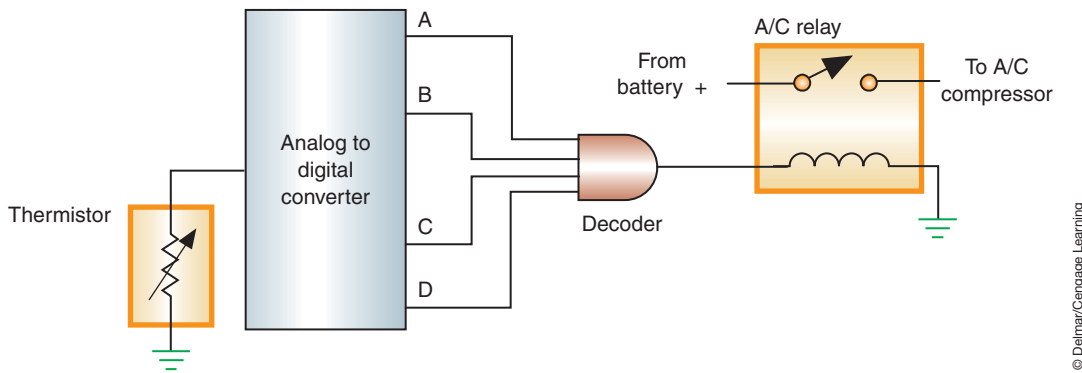 A
A/C relay
From
battery +
To A/C
compressor
B
Analog to
digital
converter
Thermistor
Decoder
C
D
© Delmar/Cengage Learning